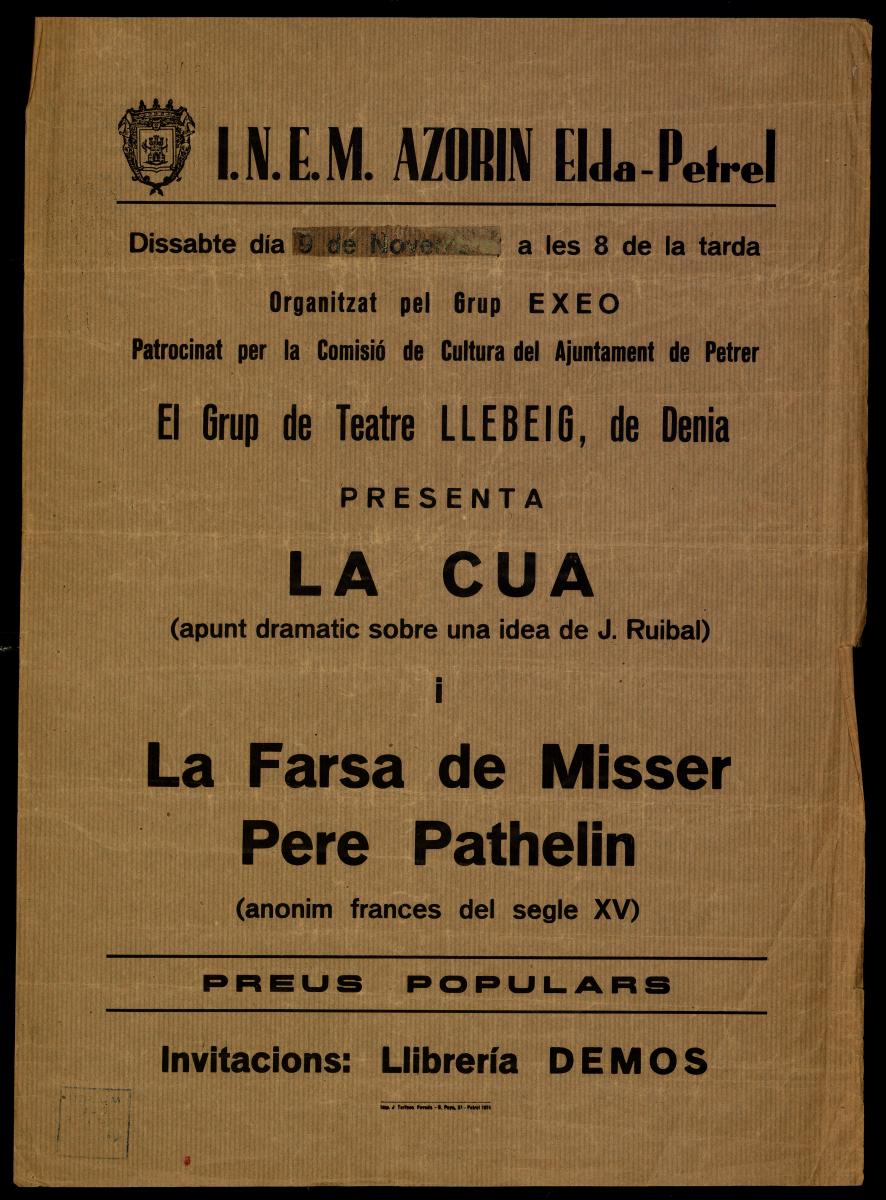 I.N.E.M. AZORIN Elda-Petrel
Dissabte día 9 de a les 8 de la tarda
Organitzat pel Grup EXEO
Patrocinat per la Comisió de Cultura del Ajuntament de Petrer
El Grup de Teatre LLEBEIG, de Denia
PRESENTA
LA CUA
(apunt dramatic sobre una idea de J. Ruibal)
i
La Farsa de Misser
Pere Pathelin
(anonim frances del segle XV)
PREUS POPULARS
Invitacions: Llibrería DEMOS